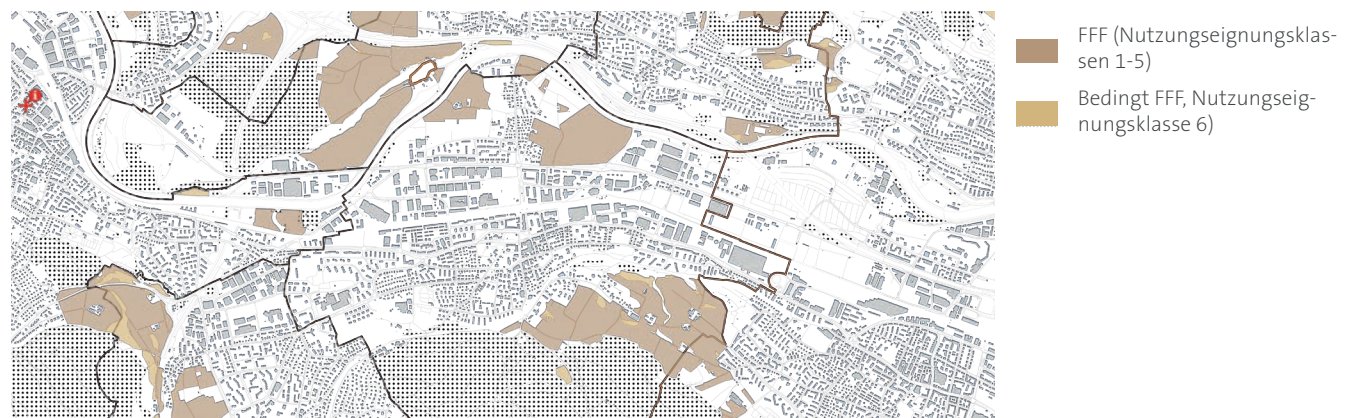 FFF (Nutzungseignungsklas-
sen 1-5)
Bedingt FFF, Nutzungseig-
nungsklasse 6)